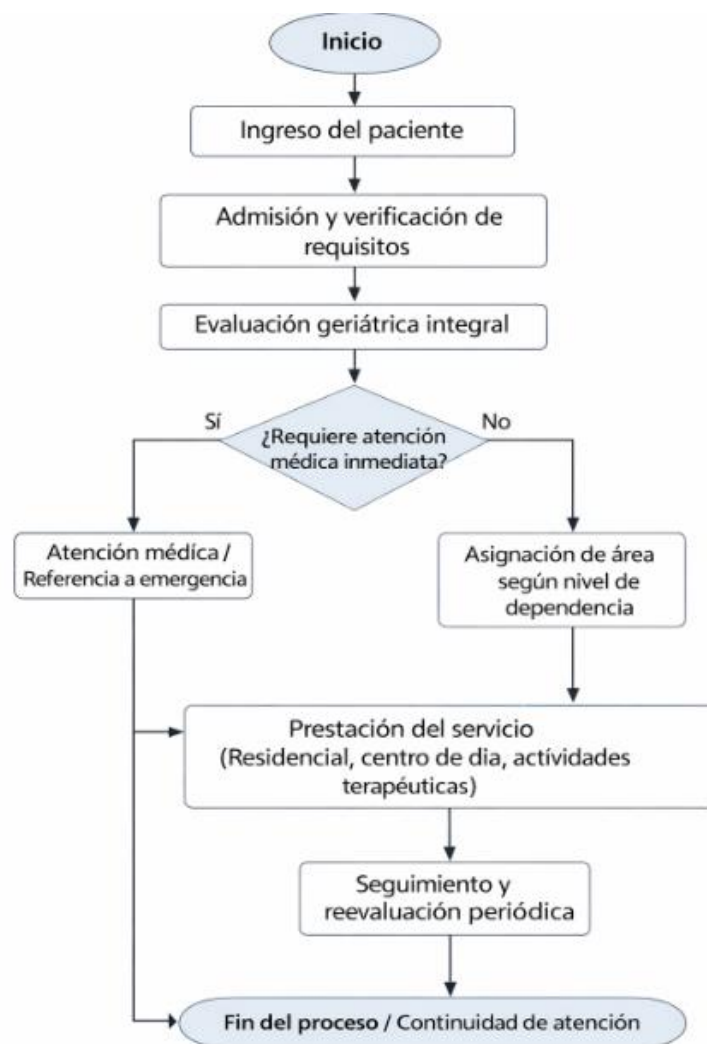 Inicio
Ingreso del paciente
Admisión y verificación de
requisitos
Evaluación geriátrica integral
Sí
No
¿Requiere atención
médica inmediata?
Atención médica /
Referencia a emergencia
Asignación de área
según nivel de
dependencia
Prestación del servicio
(Residencial, centro de dia, actividades
terapéuticas)
Seguimiento y
reevaluación periódica
Fin del proceso / Continuidad de atención